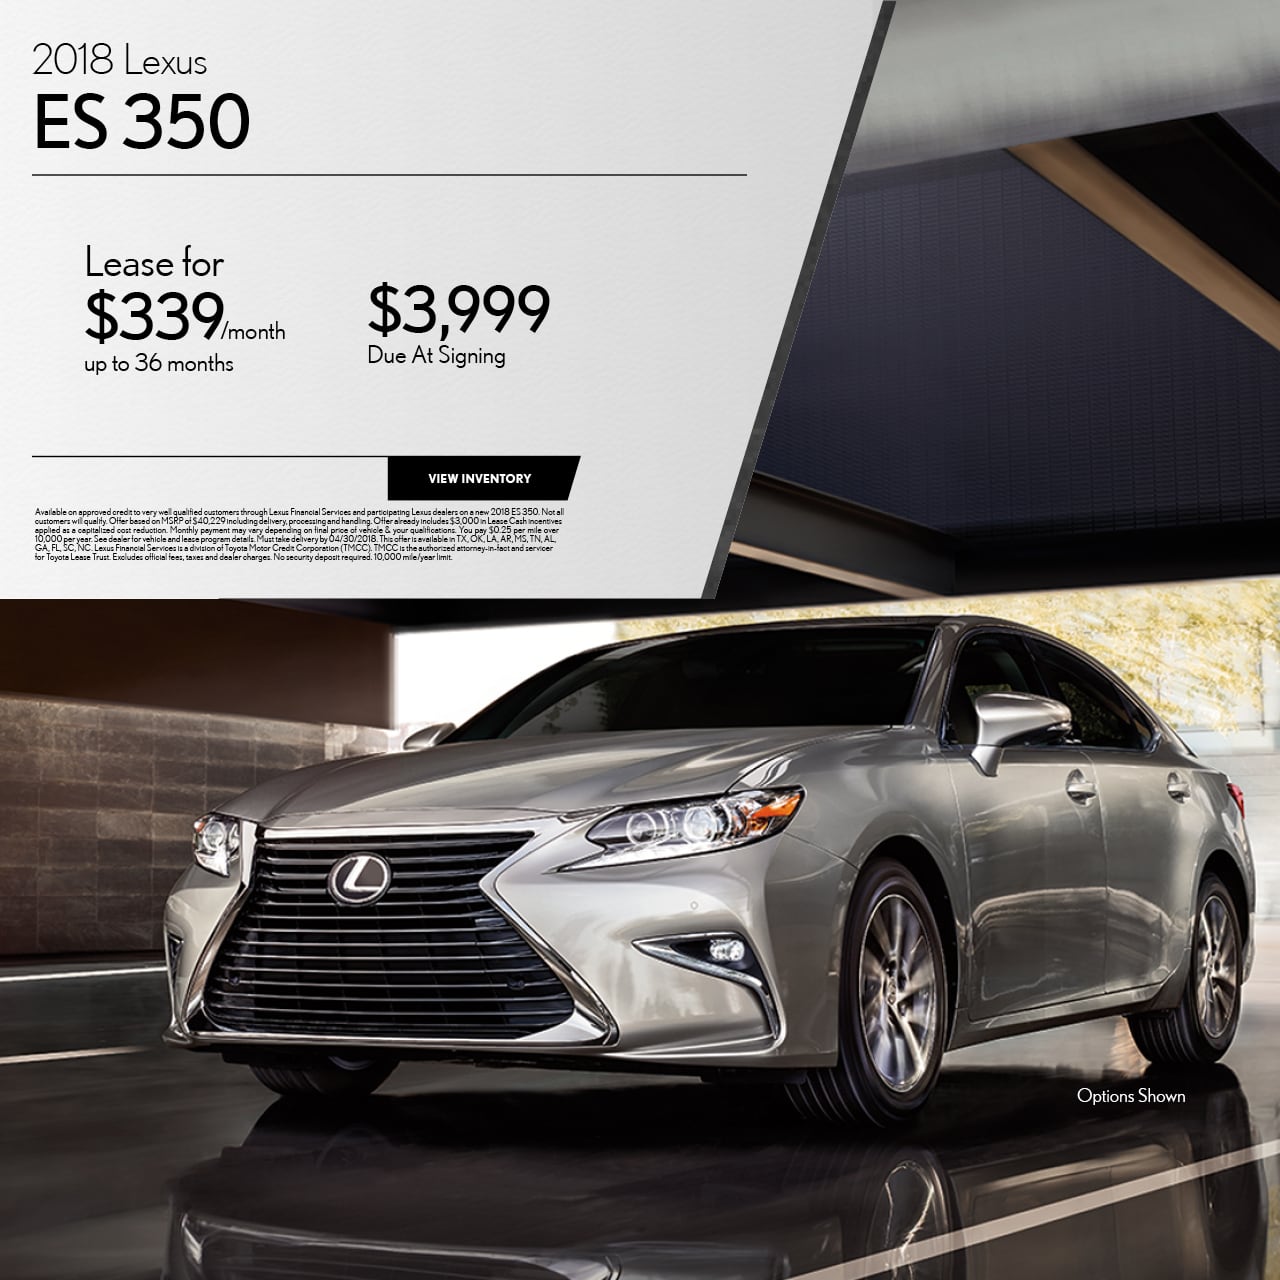 2018 Lexus
ES 350
Lease for
$339/month
up to 36 months
$3,999
Due At Signing
VIEW INVENTORY
Available on approved credit to very well qualified customers through Lexus Financial Services and participating Lexus dealers on a new 2018 ES 350. Not all
customers will qualify. Offer based on MSRP of $40,229 including delivery, processing and handling. Offer already includes $3,000 in Lease Cash incentives
applied as a capitalized cost reduction. Monthly payment may vary depending on final price of vehicle & your qualifications. You pay $0.25 per mile over
10,000 per year. See dealer for vehicle and lease program details. Must take delivery by 04/30/2018. This offer is available in TX, OK, LA, AR, MS, TN, AL,
GA, FL, SC, NC. Lexus Financial Services is a division of Toyota Motor Credit Corporation (TMCC). TMCC is the authorized attorney-in-fact and servicer
for Toyota Lease Trust. Excludes official fees, taxes and dealer charges. No security deposit required. 10,000 mile/year limit.
Options Shown